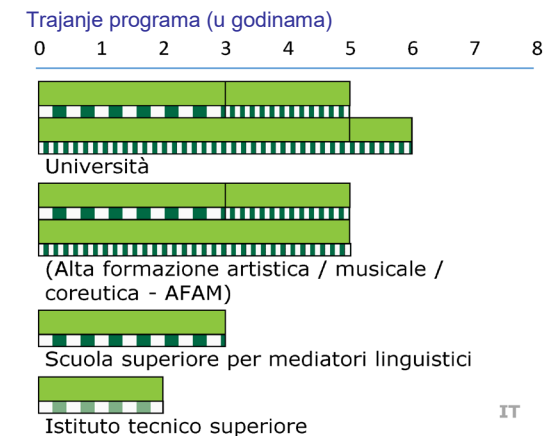 Trajanje programa (u godinama)
0 1 2 3 4 5 6 7 8
Università
(Alta formazione artistica / musicale /
coreutica - AFAM)
Scuola superiore per mediatori linguistici
IT
Istituto tecnico superiore